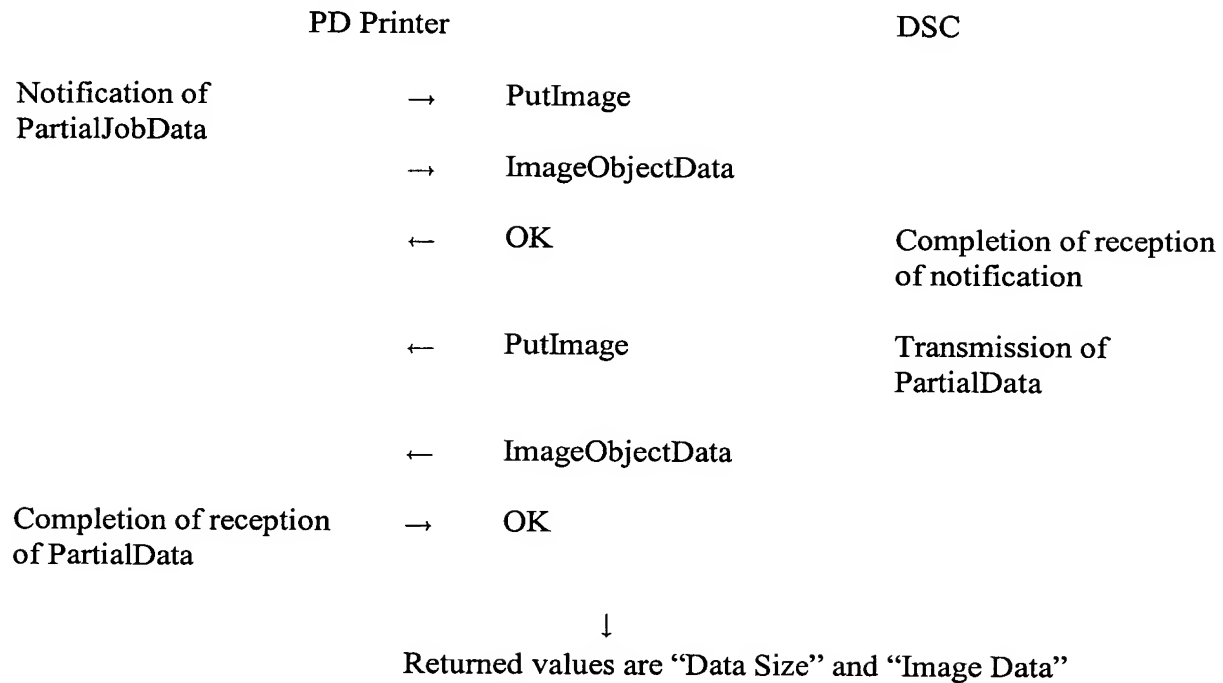 PD Printer DSC
Notification of → PutImage
PartialJobData
→ ImageObjectData
← OK Completion of reception
of notification
← PutImage Transmission of
PartialData
← ImageObjectData
Completion of reception → OK
of PartialData
↓
Returned values are “Data Size” and “Image Data”